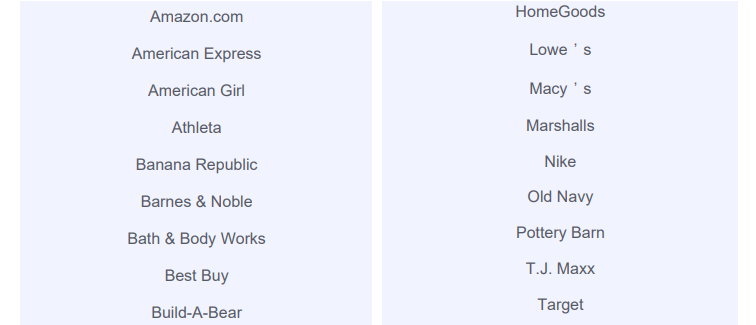 Amazon.com
American Express
American Girl
Athleta
Banana Republic
Barnes & Noble
Bath & Body Works
Best Buy
Build-A-Bear
HomeGoods
Lowe ’ s
Macy ’ s
Marshalls
Nike
Old Navy
Pottery Barn
T.J. Maxx
Target